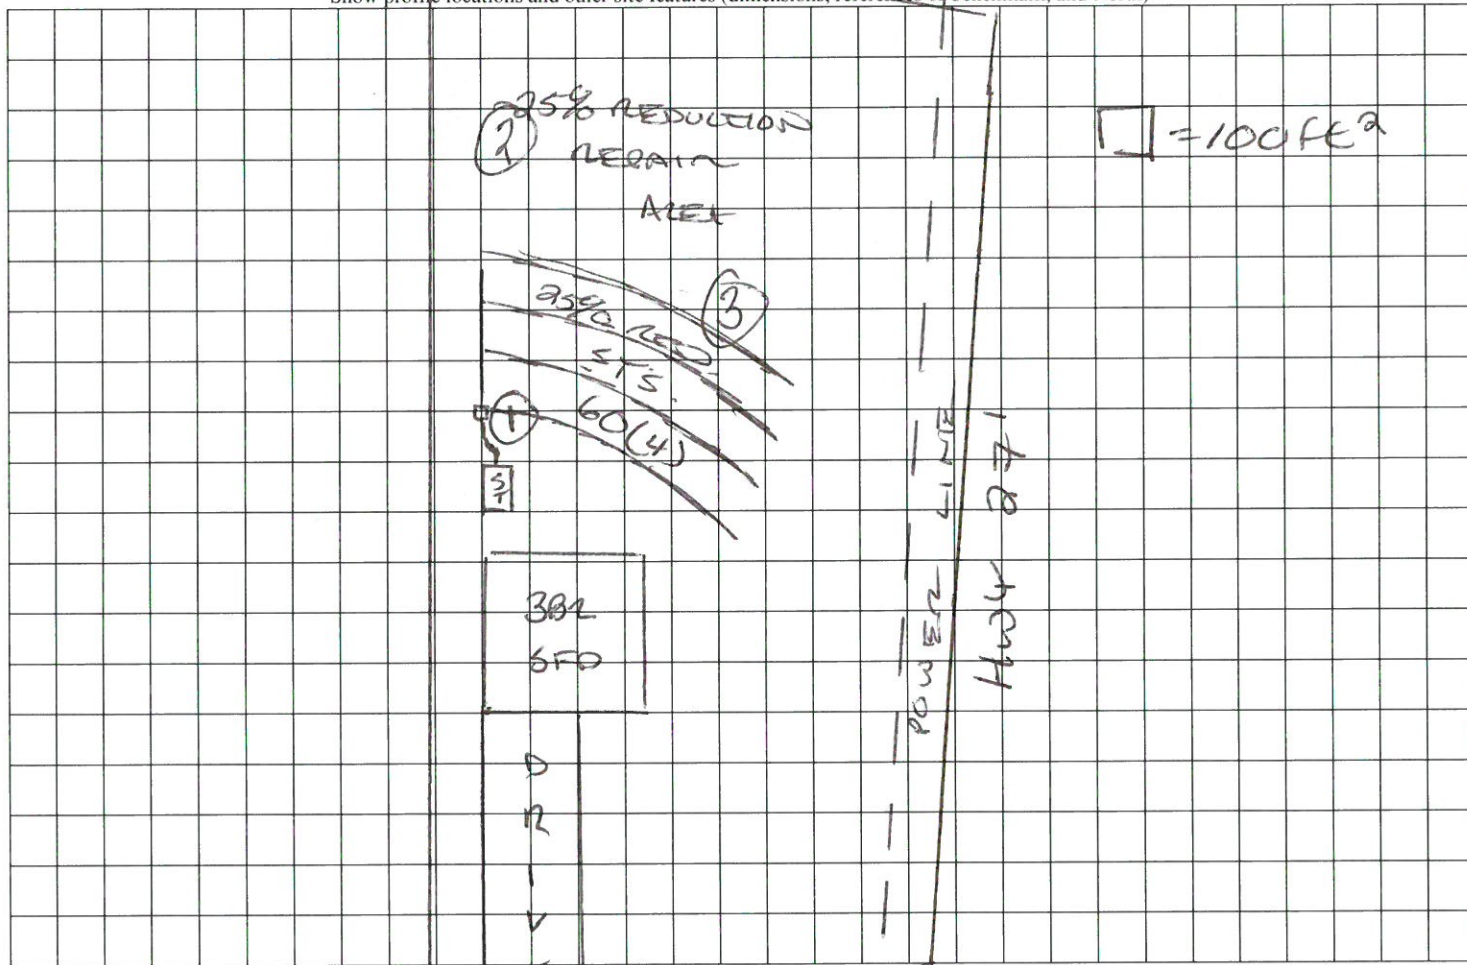 25% REDUCTION
2 REPAIR
AREA
= 100 ft²
3
25% RED.
STS.
1 60(4)
ST
POWER LINE
HWY 271
3BR
SFD
D
R
I
V